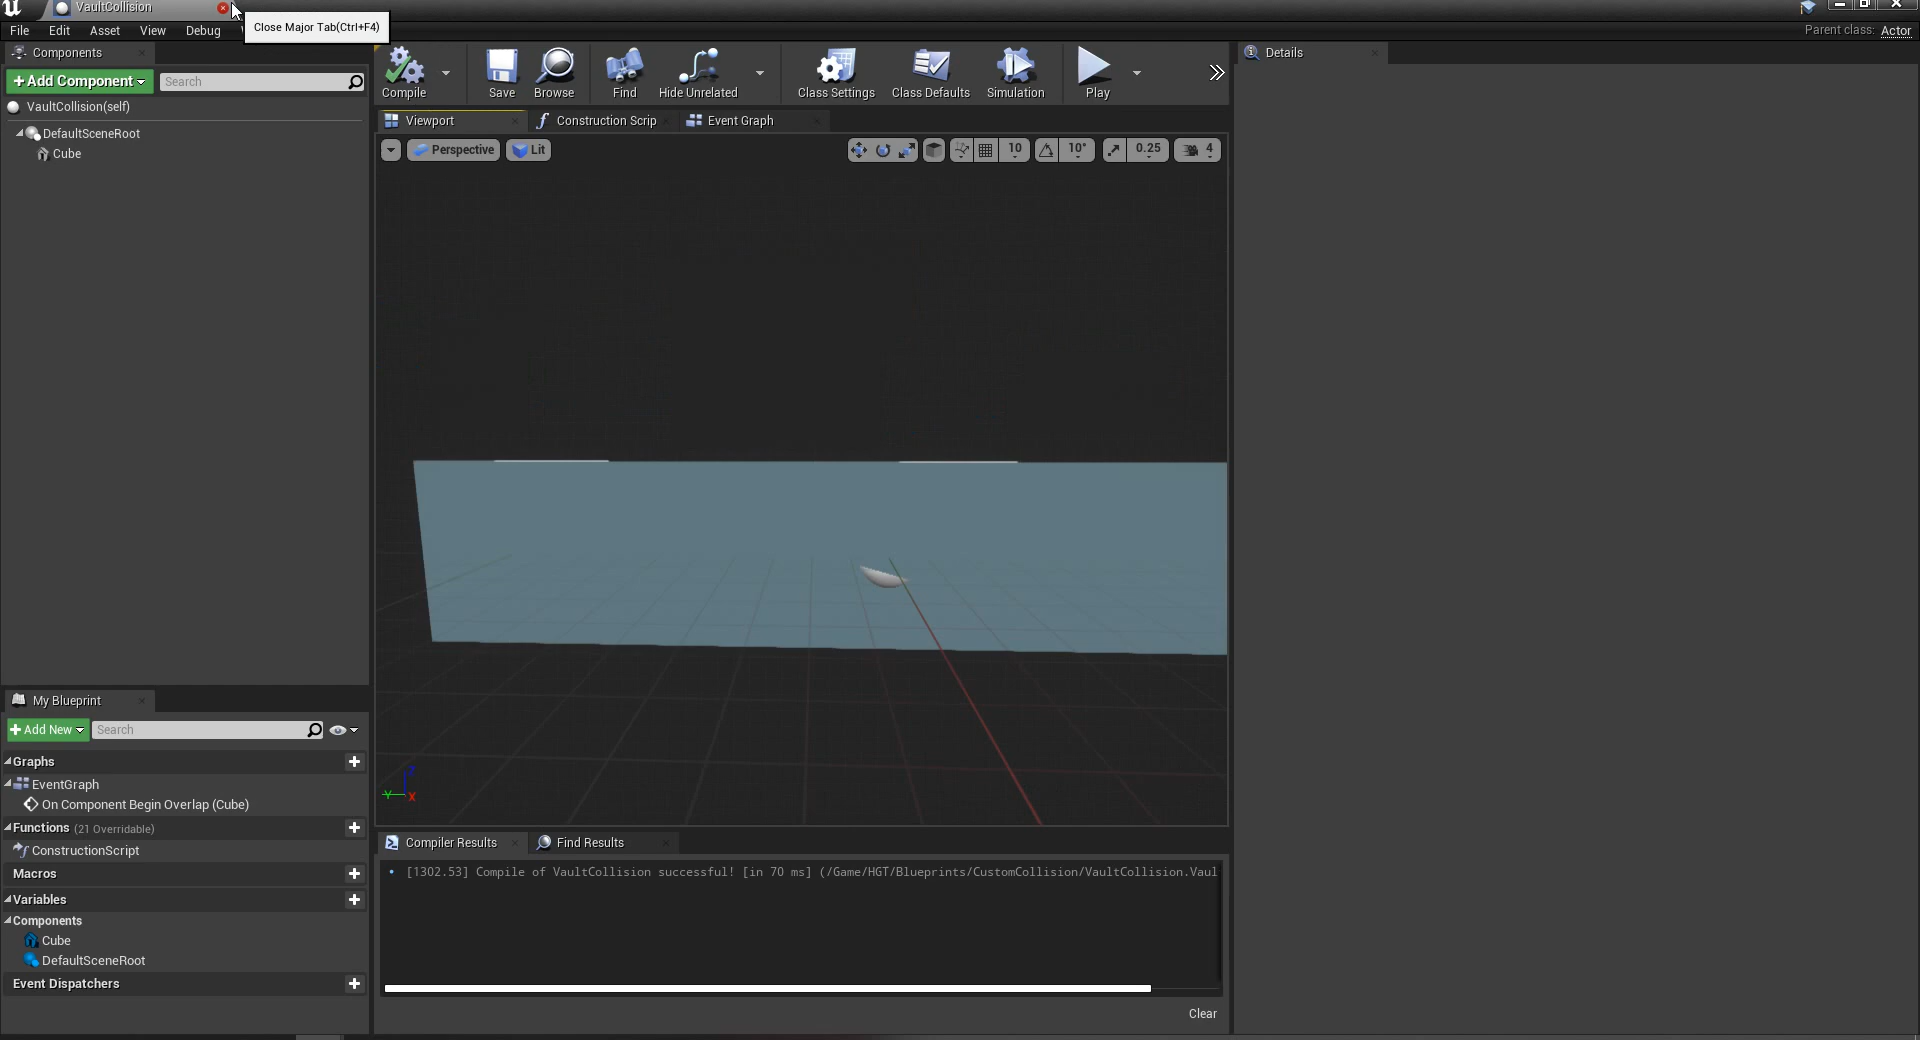 VaultCollision
Close Major Tab(Ctrl+F4)
File
Edit
Asset
View
Debug
Parent class: Actor
Components
+Add Component
Search
VaultCollision(self)
DefaultSceneRoot
Cube
Compile
Save
Browse
Find
Hide Unrelated
Class Settings
Class Defaults
Simulation
Play
Details
Viewport
Construction Scrip
Event Graph
Perspective
Lit
10
10°
0.25
4
Z
Y
X
My Blueprint
+Add New
Search
Graphs
EventGraph
On Component Begin Overlap (Cube)
Functions (21 Overridable)
ConstructionScript
Macros
Variables
Components
Cube
DefaultSceneRoot
Event Dispatchers
Compiler Results
Find Results
[1302.53] Compile of VaultCollision successful! [in 70 ms] (/Game/HGT/Blueprints/CustomCollision/VaultCollision.Vaul
Clear